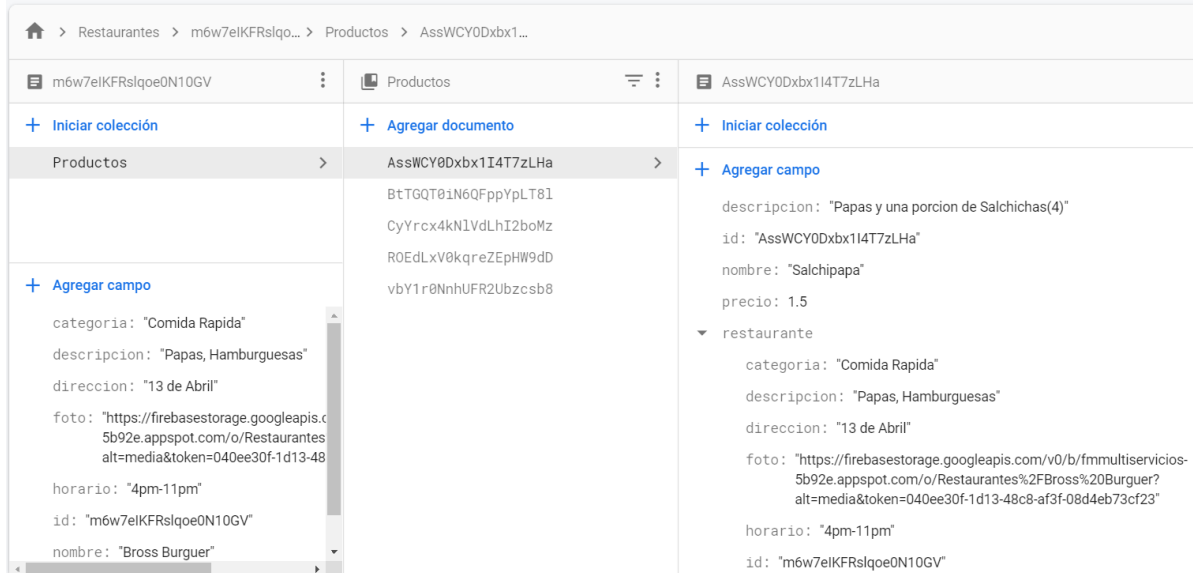 Restaurantes > m6w7eIKFRslqo... > Productos > AssWCY0Dxbx1...
m6w7eIKFRslqoe0N10GV
Iniciar colección
Productos
Agregar campo
categoria: "Comida Rapida"
descripcion: "Papas, Hamburguesas"
direccion: "13 de Abril"
foto: "https://firebasestorage.googleapis.c
5b92e.appspot.com/o/Restaurantes
alt=media&token=040ee30f-1d13-48
horario: "4pm-11pm"
id: "m6w7eIKFRslqoe0N10GV"
nombre: "Bross Burguer"
Productos
Agregar documento
AssWCY0Dxbx1I4T7zLHa
BtTGQT0iN6QFppYpLT8l
CyYrcx4kNlVdLhI2boMz
ROEdLxV0kqreZEpHW9dD
vbY1r0NnhUFR2Ubzcsb8
AssWCY0Dxbx1I4T7zLHa
Iniciar colección
Agregar campo
descripcion: "Papas y una porcion de Salchichas(4)"
id: "AssWCY0Dxbx1I4T7zLHa"
nombre: "Salchipapa"
precio: 1.5
restaurante
categoria: "Comida Rapida"
descripcion: "Papas, Hamburguesas"
direccion: "13 de Abril"
foto: "https://firebasestorage.googleapis.com/v0/b/fmmultiservicios-
5b92e.appspot.com/o/Restaurantes%2FBross%20Burguer?
alt=media&token=040ee30f-1d13-48c8-af3f-08d4eb73cf23"
horario: "4pm-11pm"
id: "m6w7eIKFRslqoe0N10GV"